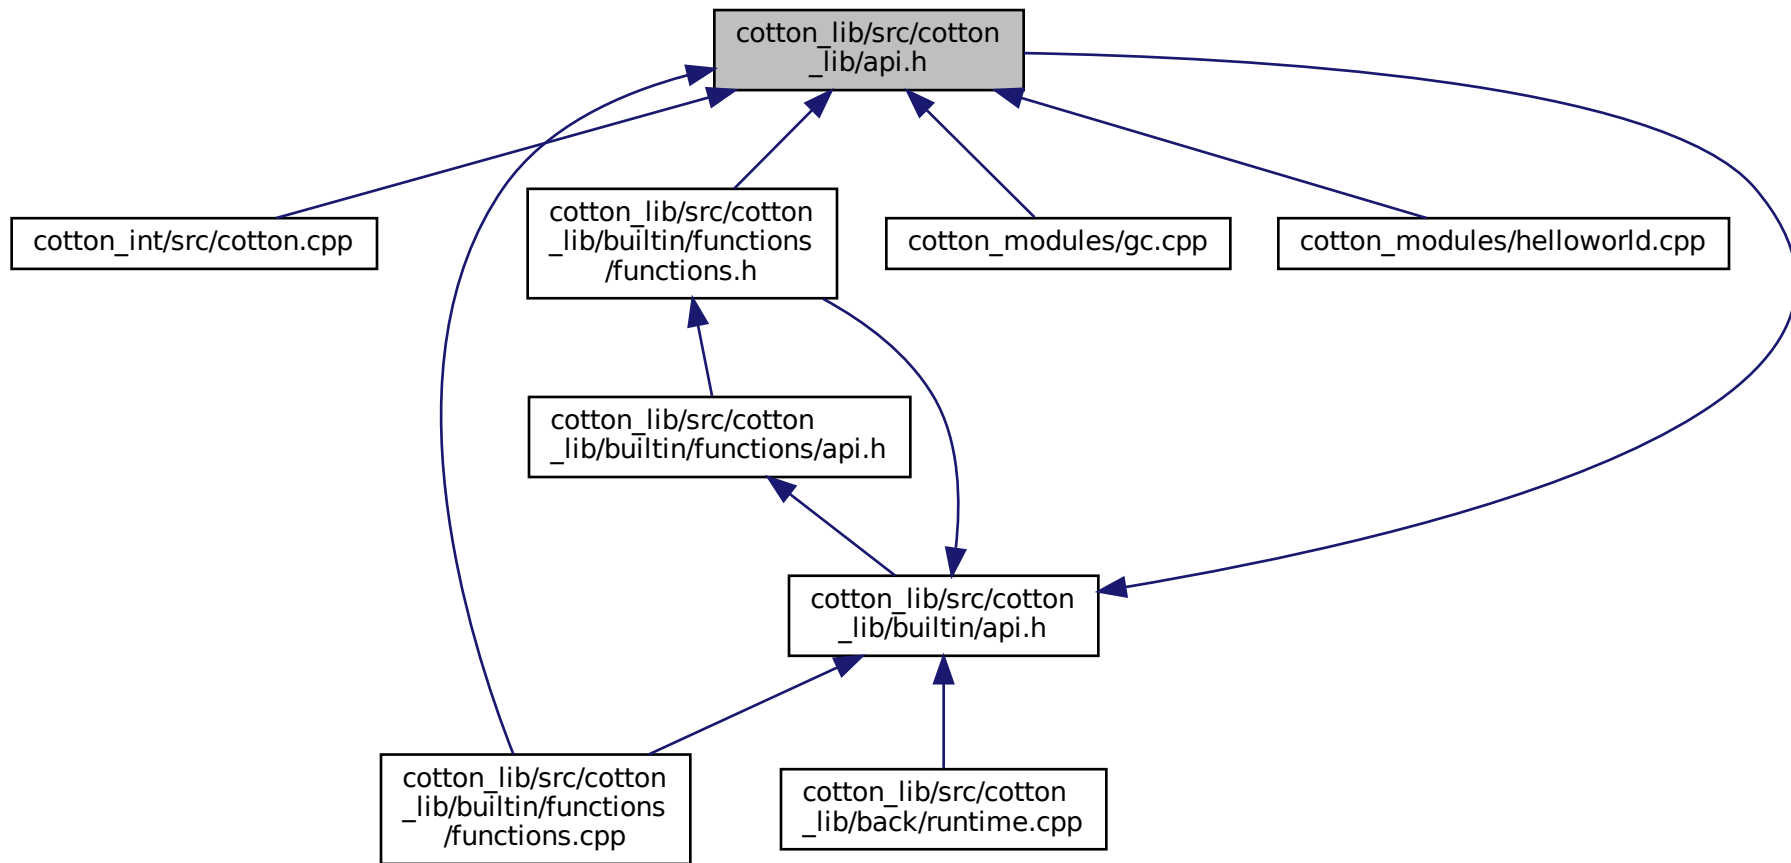 cotton_lib/src/cotton
_lib/api.h
cotton_int/src/cotton.cpp
cotton_lib/src/cotton
_lib/builtin/functions
/functions.h
cotton_modules/gc.cpp
cotton_modules/helloworld.cpp
cotton_lib/src/cotton
_lib/builtin/functions/api.h
cotton_lib/src/cotton
_lib/builtin/api.h
cotton_lib/src/cotton
_lib/builtin/functions
/functions.cpp
cotton_lib/src/cotton
_lib/back/runtime.cpp